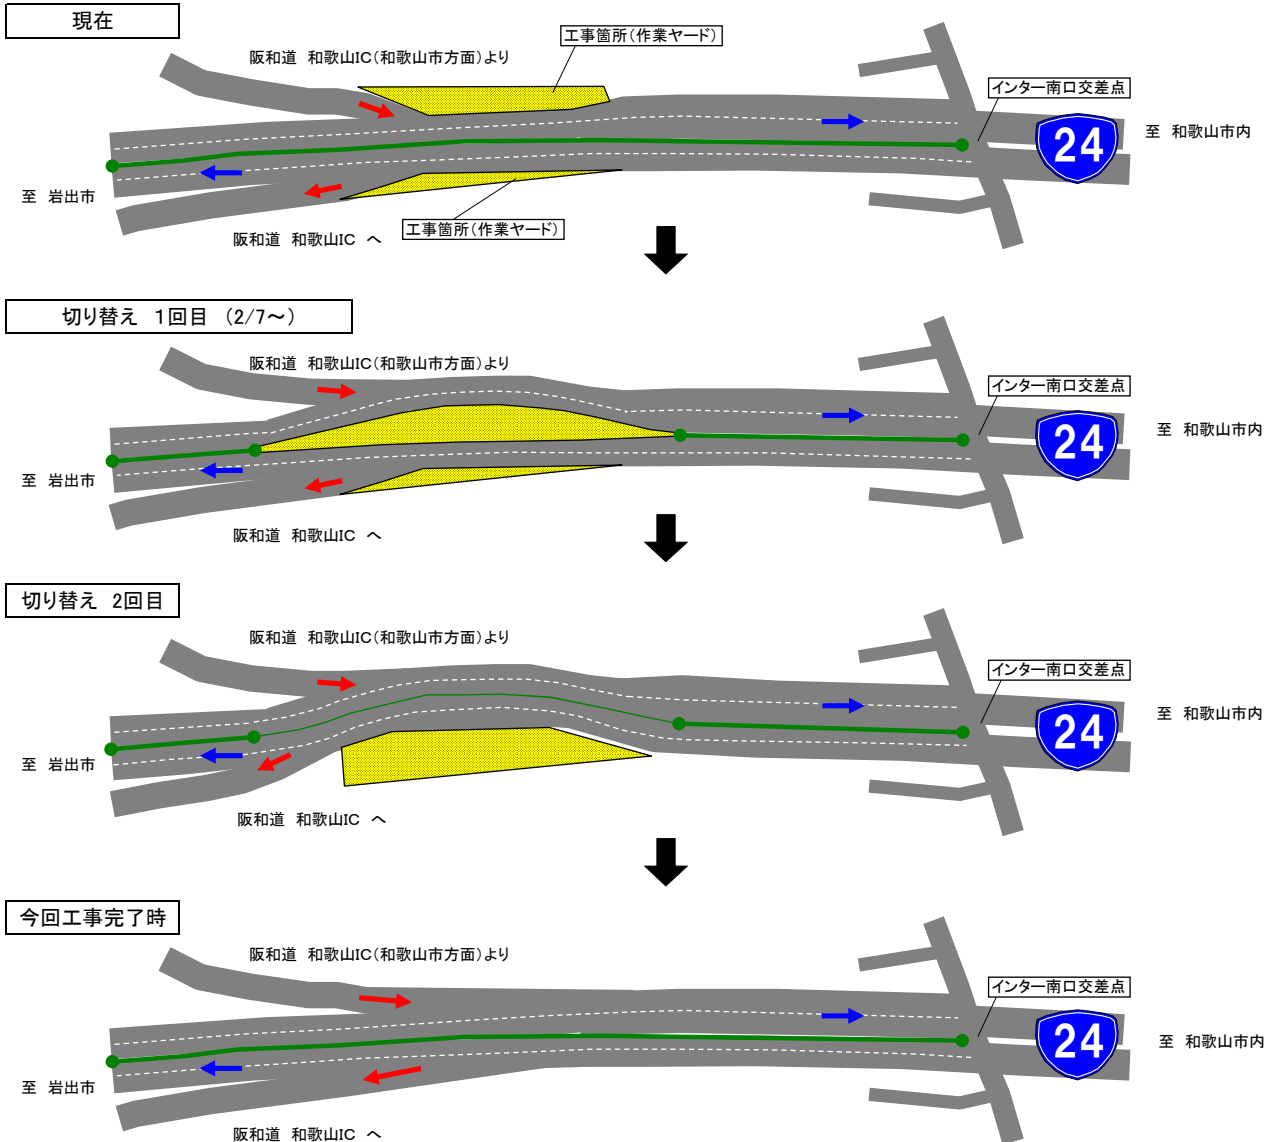 現在
工事箇所(作業ヤード)
阪和道 和歌山IC(和歌山市方面)より
インター南口交差点
24
至 和歌山市内
至 岩出市
工事箇所(作業ヤード)
阪和道 和歌山IC へ
切り替え 1回目 (2/7~)
阪和道 和歌山IC(和歌山市方面)より
インター南口交差点
24
至 和歌山市内
至 岩出市
阪和道 和歌山IC へ
切り替え 2回目
阪和道 和歌山IC(和歌山市方面)より
インター南口交差点
24
至 和歌山市内
至 岩出市
阪和道 和歌山IC へ
今回工事完了時
阪和道 和歌山IC(和歌山市方面)より
インター南口交差点
24
至 和歌山市内
至 岩出市
阪和道 和歌山IC へ